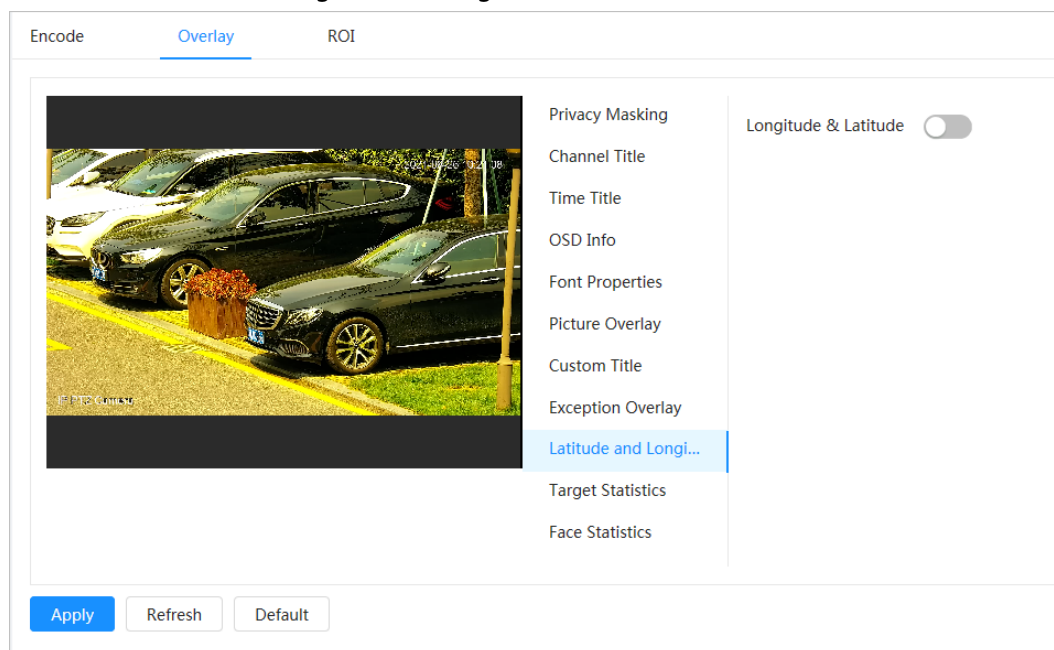 Encode Overlay ROI
Privacy Masking
Channel Title
Time Title
OSD Info
Font Properties
Picture Overlay
Custom Title
Exception Overlay
Latitude and Longi...
Target Statistics
Face Statistics
Longitude & Latitude
Apply Refresh Default